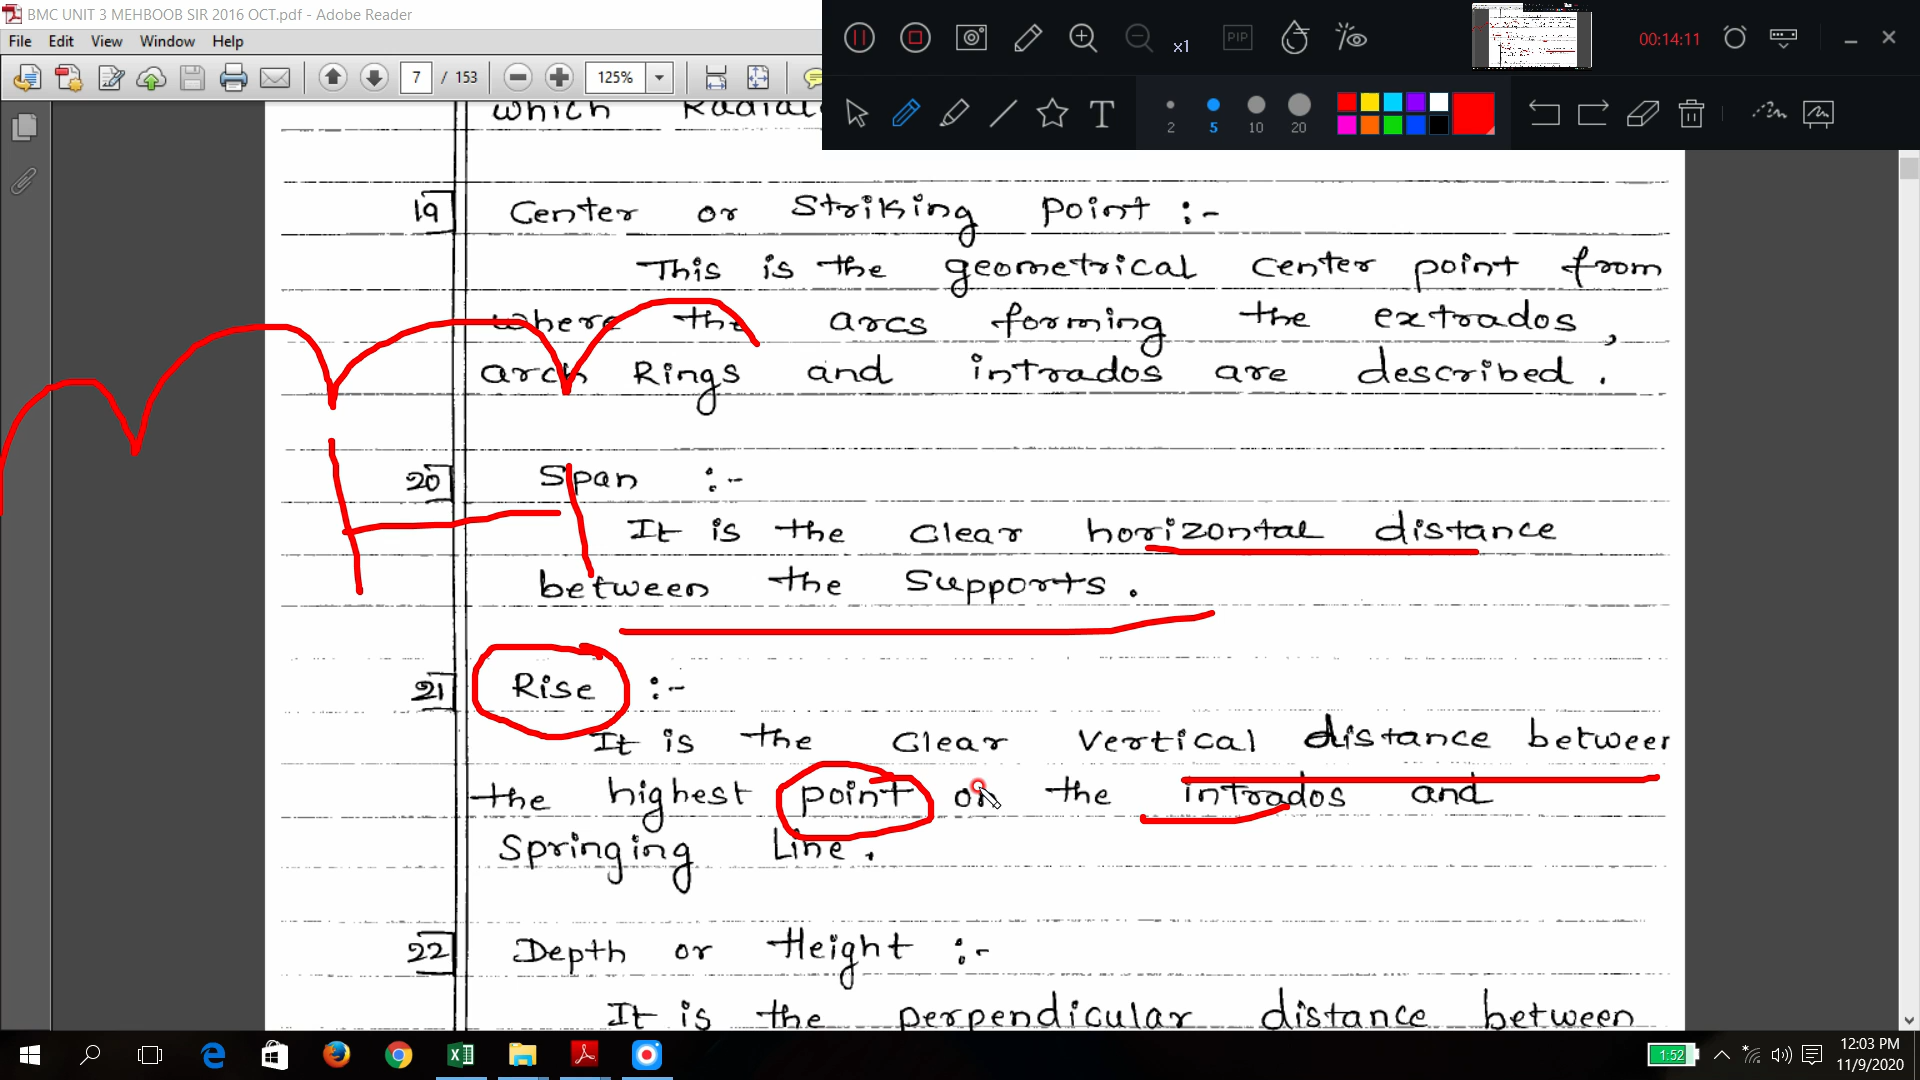 BMC UNIT 3 MEHBOOB SIR 2016 OCT.pdf - Adobe Reader
File Edit View Window Help
7 / 153 125%
x1 PIP 00:14:11
T 2 5 10 20
which Radiat
19 Center or Striking Point :-
This is the geometrical center point from
where the arcs forming the extrados,
arch Rings and intrados are described.
20 Span :-
It is the clear horizontal distance
between the Supports.
21 Rise :-
It is the clear vertical distance between
the highest point on the intrados and
Springing Line.
22 Depth or Height :-
It is the perpendicular distance between
1:52
12:03 PM
11/9/2020